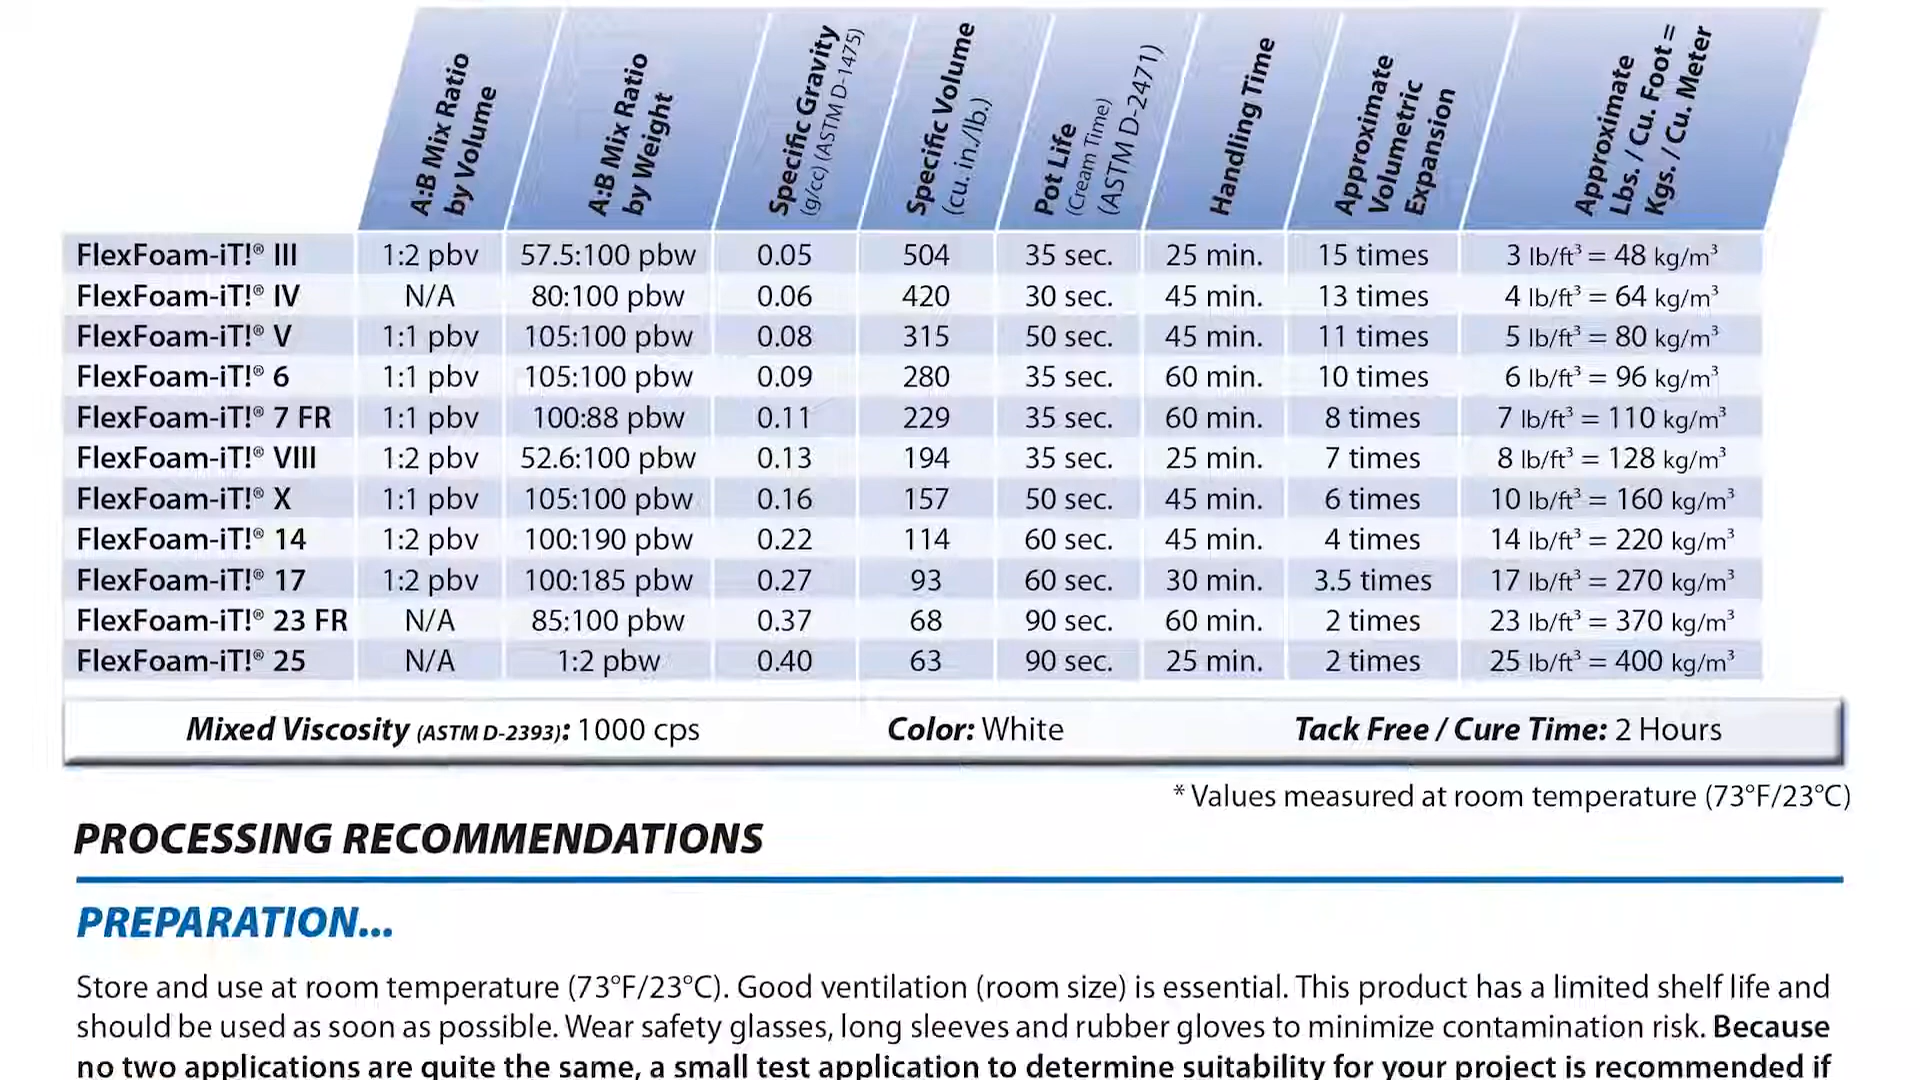 A:B Mix Ratio
by Volume
A:B Mix Ratio
by Weight
Specific Gravity
(g/cc) (ASTM D-1475)
Specific Volume
(cu. in./lb.)
Pot Life
(Cream Time)
(ASTM D-2471)
Handling Time
Approximate
Volumetric
Expansion
Approximate
Lbs. / Cu. Foot =
Kgs. / Cu. Meter
FlexFoam-iT!® III 1:2 pbv 57.5:100 pbw 0.05 504 35 sec. 25 min. 15 times 3 lb/ft³ = 48 kg/m³
FlexFoam-iT!® IV N/A 80:100 pbw 0.06 420 30 sec. 45 min. 13 times 4 lb/ft³ = 64 kg/m³
FlexFoam-iT!® V 1:1 pbv 105:100 pbw 0.08 315 50 sec. 45 min. 11 times 5 lb/ft³ = 80 kg/m³
FlexFoam-iT!® 6 1:1 pbv 105:100 pbw 0.09 280 35 sec. 60 min. 10 times 6 lb/ft³ = 96 kg/m³
FlexFoam-iT!® 7 FR 1:1 pbv 100:88 pbw 0.11 229 35 sec. 60 min. 8 times 7 lb/ft³ = 110 kg/m³
FlexFoam-iT!® VIII 1:2 pbv 52.6:100 pbw 0.13 194 35 sec. 25 min. 7 times 8 lb/ft³ = 128 kg/m³
FlexFoam-iT!® X 1:1 pbv 105:100 pbw 0.16 157 50 sec. 45 min. 6 times 10 lb/ft³ = 160 kg/m³
FlexFoam-iT!® 14 1:2 pbv 100:190 pbw 0.22 114 60 sec. 45 min. 4 times 14 lb/ft³ = 220 kg/m³
FlexFoam-iT!® 17 1:2 pbv 100:185 pbw 0.27 93 60 sec. 30 min. 3.5 times 17 lb/ft³ = 270 kg/m³
FlexFoam-iT!® 23 FR N/A 85:100 pbw 0.37 68 90 sec. 60 min. 2 times 23 lb/ft³ = 370 kg/m³
FlexFoam-iT!® 25 N/A 1:2 pbw 0.40 63 90 sec. 25 min. 2 times 25 lb/ft³ = 400 kg/m³
Mixed Viscosity (ASTM D-2393): 1000 cps Color: White Tack Free / Cure Time: 2 Hours
* Values measured at room temperature (73°F/23°C)
PROCESSING RECOMMENDATIONS
PREPARATION...
Store and use at room temperature (73°F/23°C). Good ventilation (room size) is essential. This product has a limited shelf life and
should be used as soon as possible. Wear safety glasses, long sleeves and rubber gloves to minimize contamination risk. Because
no two applications are quite the same, a small test application to determine suitability for your project is recommended if